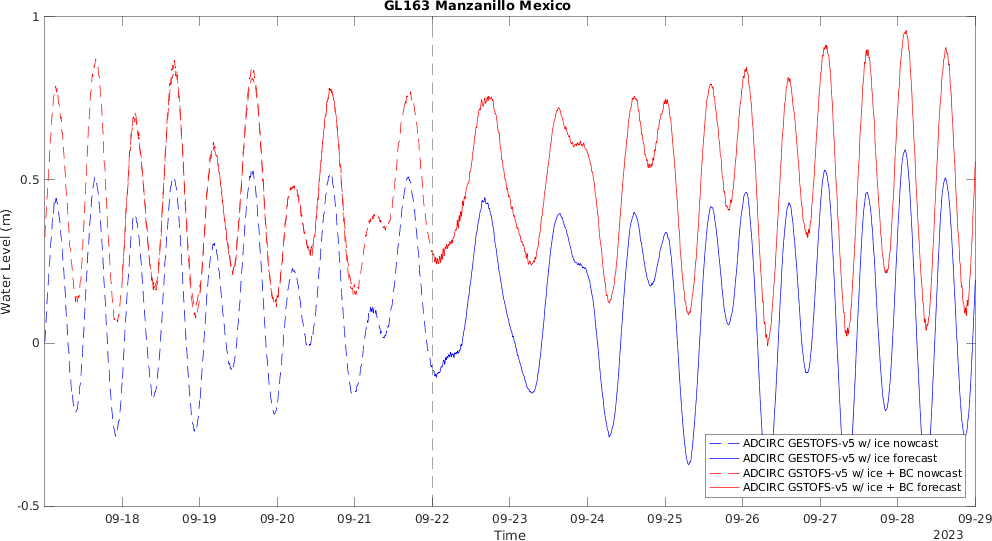 GL163 Manzanillo Mexico
1
0.5
0
-0.5
Water Level (m)
ADCIRC GESTOFS-v5 w/ ice nowcast
ADCIRC GESTOFS-v5 w/ ice forecast
ADCIRC GSTOFS-v5 w/ ice + BC nowcast
ADCIRC GSTOFS-v5 w/ ice + BC forecast
09-18 09-19 09-20 09-21 09-22 09-23 09-24 09-25 09-26 09-27 09-28 09-29
Time
2023